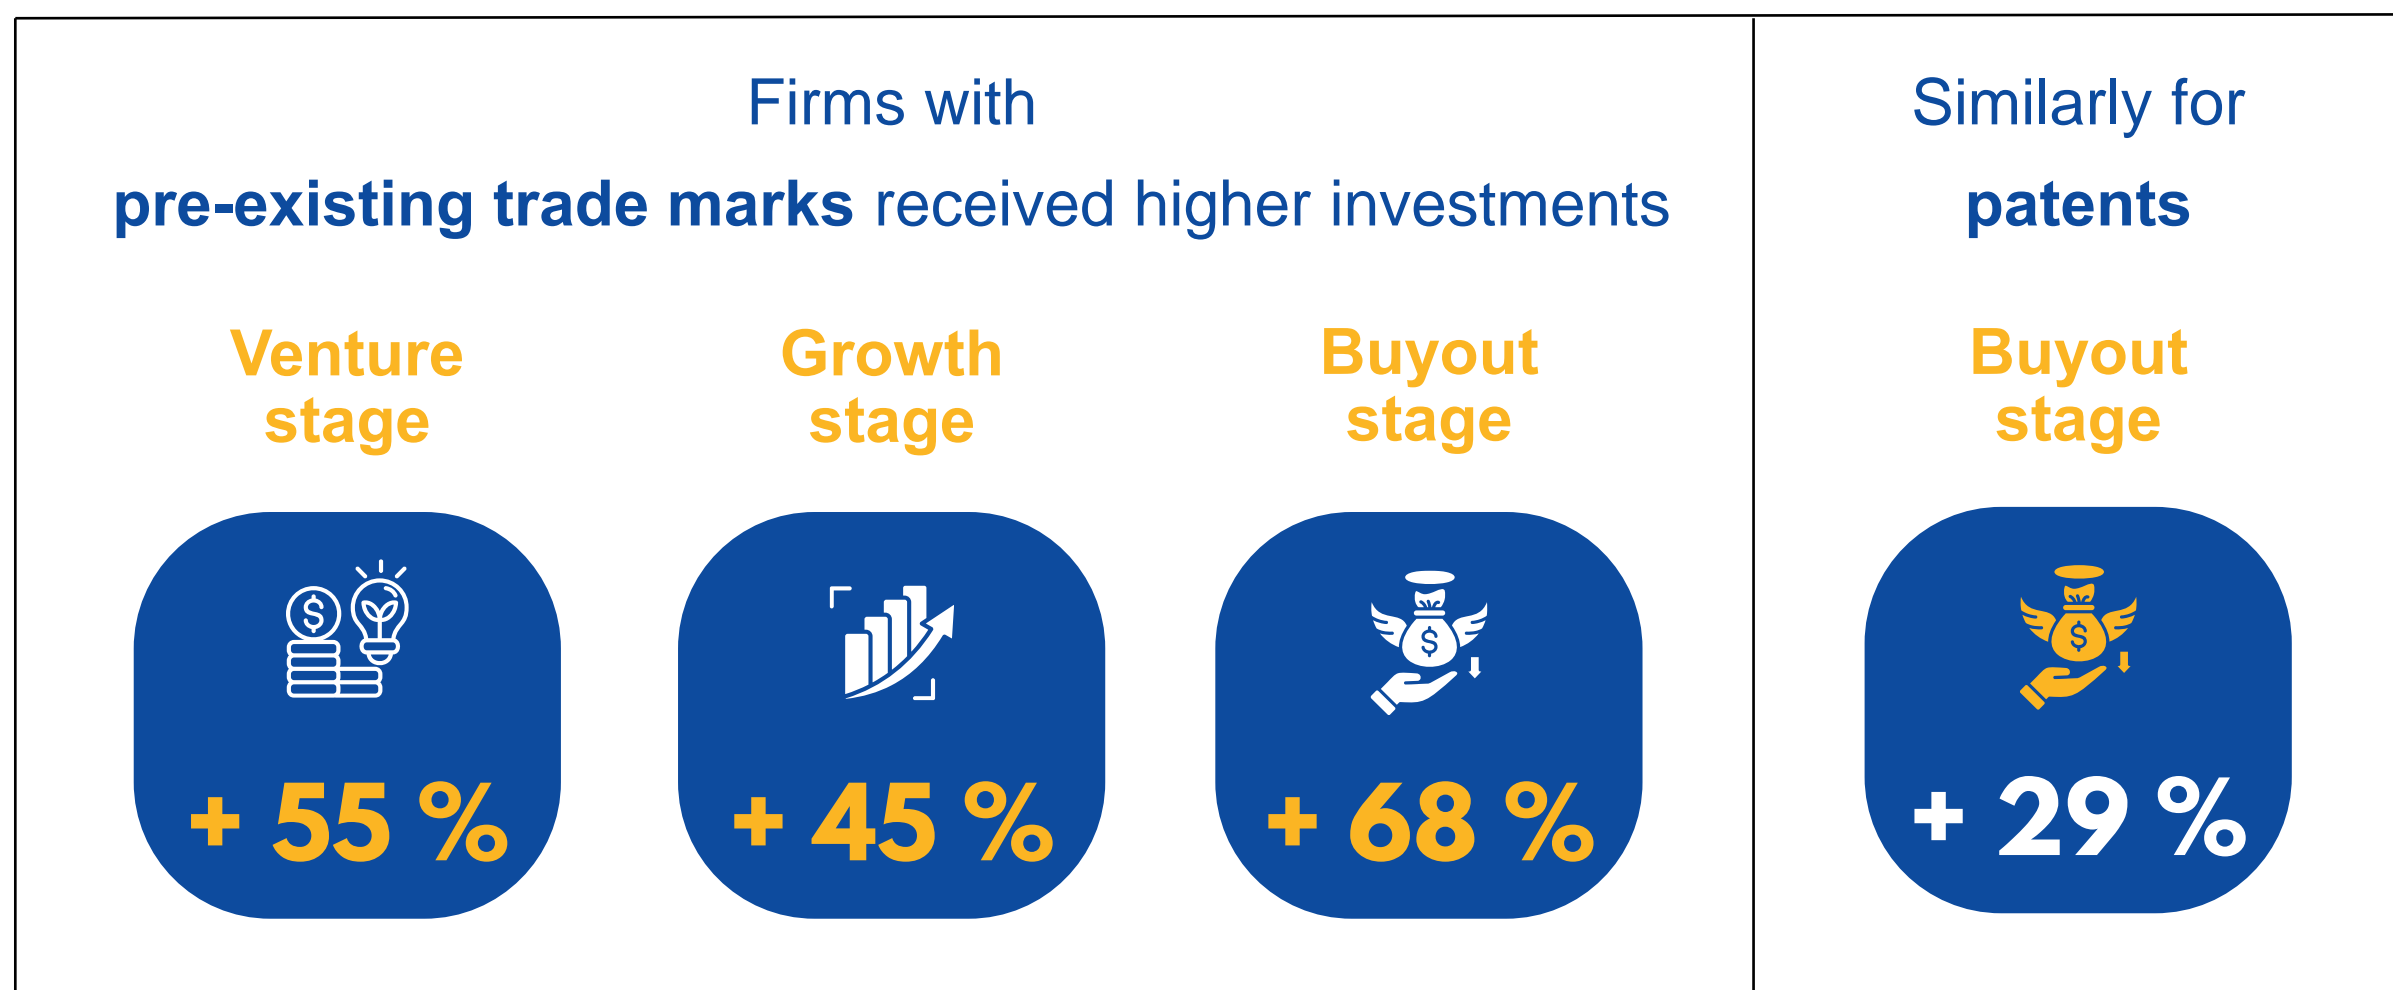 Firms with
pre-existing trade marks received higher investments
Venture
stage
+ 55 %
Growth
stage
+ 45 %
Buyout
stage
$
+ 68 %
Similarly for
patents
Buyout
stage
$
+ 29 %